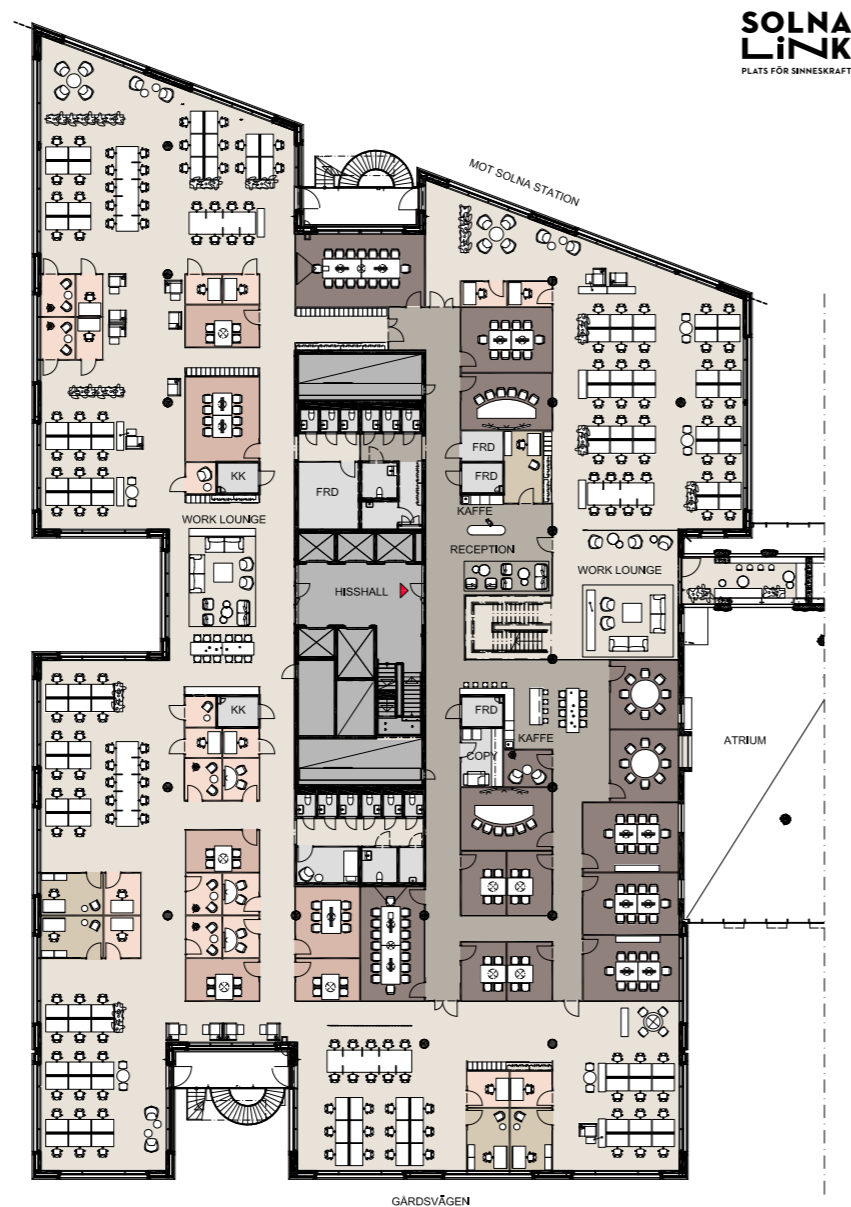 SOLNA
LiNK
PLATS FÖR SINNESKRAFT
MOT SOLNA STATION
FRD
FRD
KK
FRD
KAFFE
WORK LOUNGE
RECEPTION
WORK LOUNGE
HISSHALL
KK
FRD
KAFFE
COPY
ATRIUM
GÅRDSVÄGEN